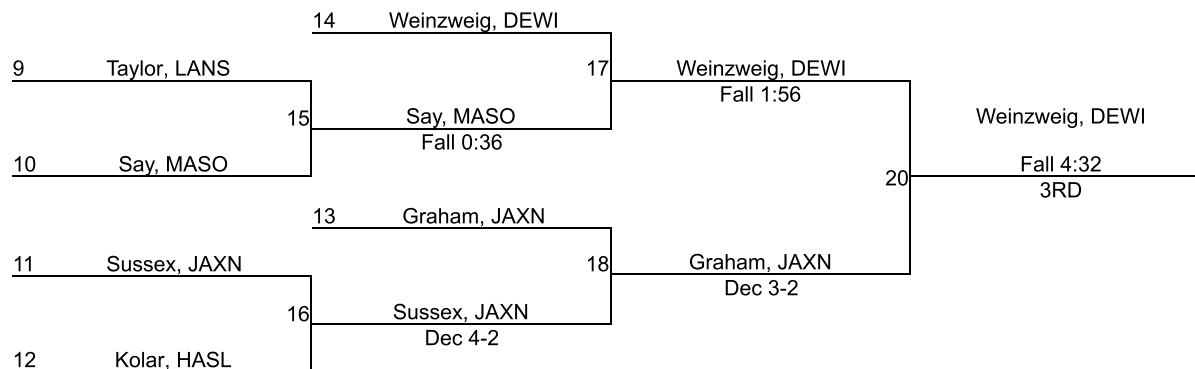 14 Weinzweig, DEWI
9 Taylor, LANS
17 Weinzweig, DEWI
Fall 1:56
15 Say, MASO
Fall 0:36
Weinzweig, DEWI
10 Say, MASO
20 Fall 4:32
3RD
13 Graham, JAXN
11 Sussex, JAXN
18 Graham, JAXN
Dec 3-2
16 Sussex, JAXN
Dec 4-2
12 Kolar, HASL